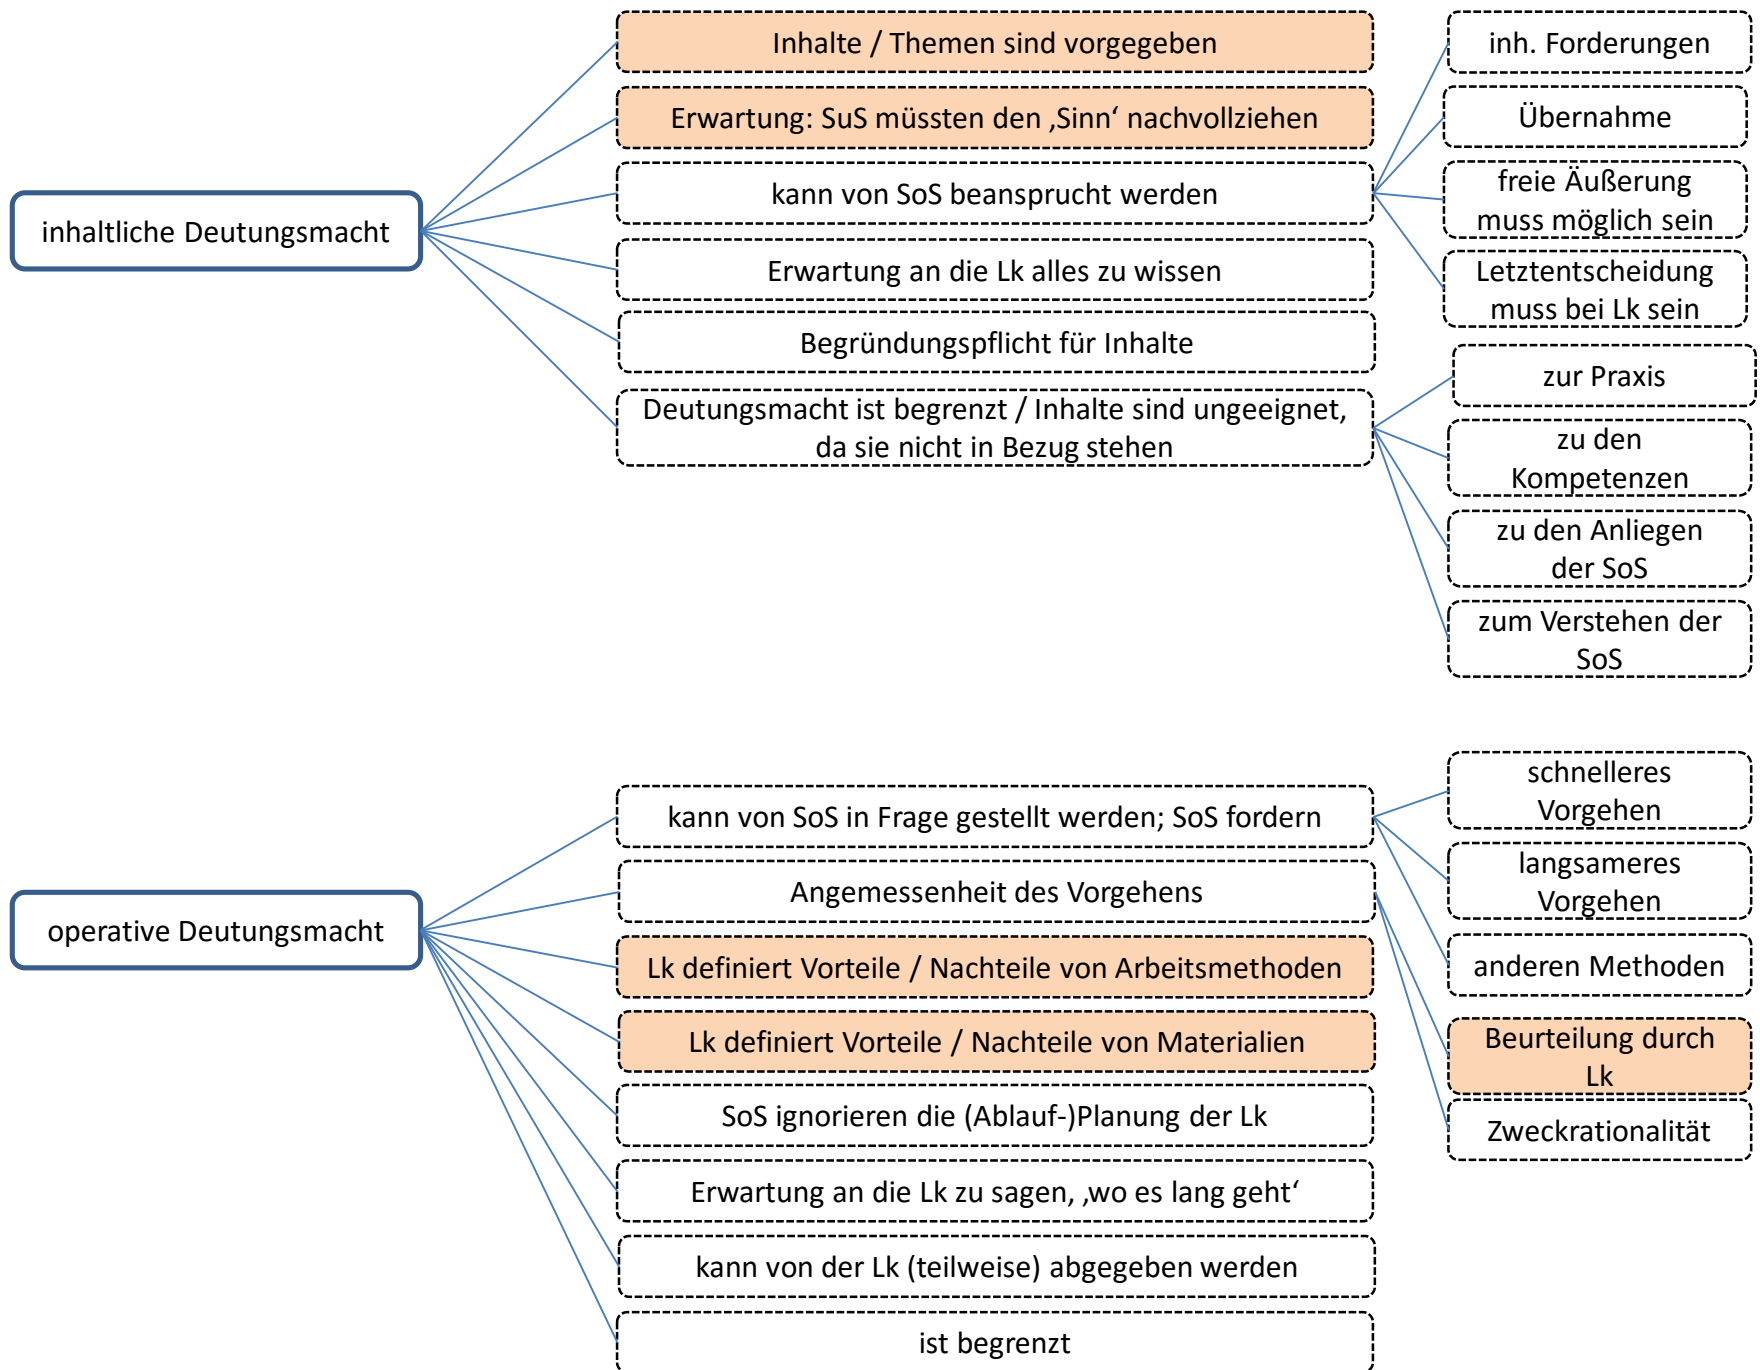 inhaltliche Deutungsmacht
Inhalte / Themen sind vorgegeben
Erwartung: SuS müssten den ‚Sinn‘ nachvollziehen
kann von SoS beansprucht werden
inh. Forderungen
Übernahme
freie Äußerung
muss möglich sein
Letztentscheidung
muss bei Lk sein
Erwartung an die Lk alles zu wissen
Begründungspflicht für Inhalte
Deutungsmacht ist begrenzt / Inhalte sind ungeeignet,
da sie nicht in Bezug stehen
zur Praxis
zu den
Kompetenzen
zu den Anliegen
der SoS
zum Verstehen der
SoS
operative Deutungsmacht
kann von SoS in Frage gestellt werden; SoS fordern
schnelleres
Vorgehen
langsameres
Vorgehen
anderen Methoden
Angemessenheit des Vorgehens
Beurteilung durch
Lk
Zweckrationalität
Lk definiert Vorteile / Nachteile von Arbeitsmethoden
Lk definiert Vorteile / Nachteile von Materialien
SoS ignorieren die (Ablauf-)Planung der Lk
Erwartung an die Lk zu sagen, ‚wo es lang geht‘
kann von der Lk (teilweise) abgegeben werden
ist begrenzt